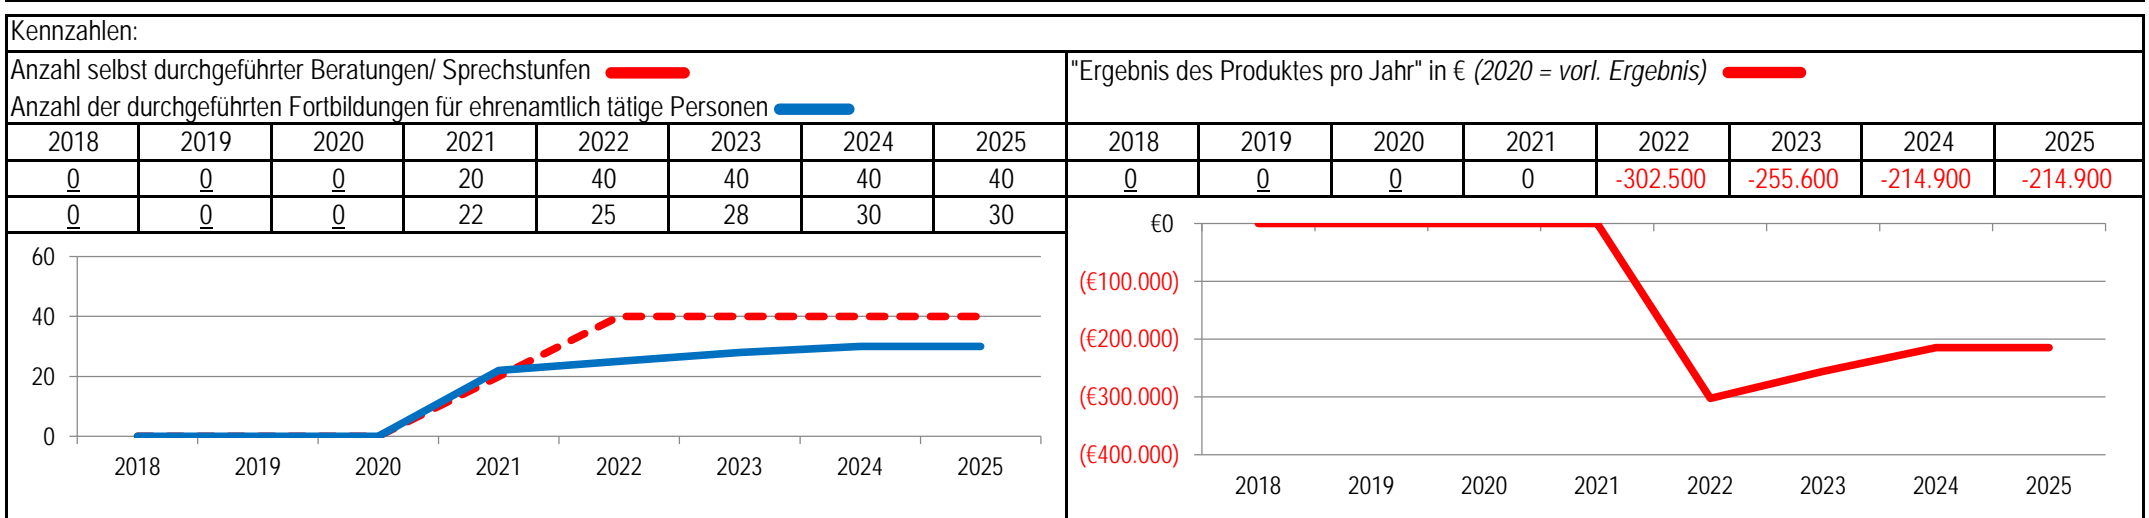 Kennzahlen:
Anzahl selbst durchgeführter Beratungen/ Sprechstunfen
Anzahl der durchgeführten Fortbildungen für ehrenamtlich tätige Personen
2018 2019 2020 2021 2022 2023 2024 2025
0 0 0 20 40 40 40 40
0 0 0 22 25 28 30 30
60
40
20
0
2018 2019 2020 2021 2022 2023 2024 2025
"Ergebnis des Produktes pro Jahr" in € (2020 = vorl. Ergebnis)
2018 2019 2020 2021 2022 2023 2024 2025
0 0 0 0 -302.500 -255.600 -214.900 -214.900
€0
(€100.000)
(€200.000)
(€300.000)
(€400.000)
2018 2019 2020 2021 2022 2023 2024 2025